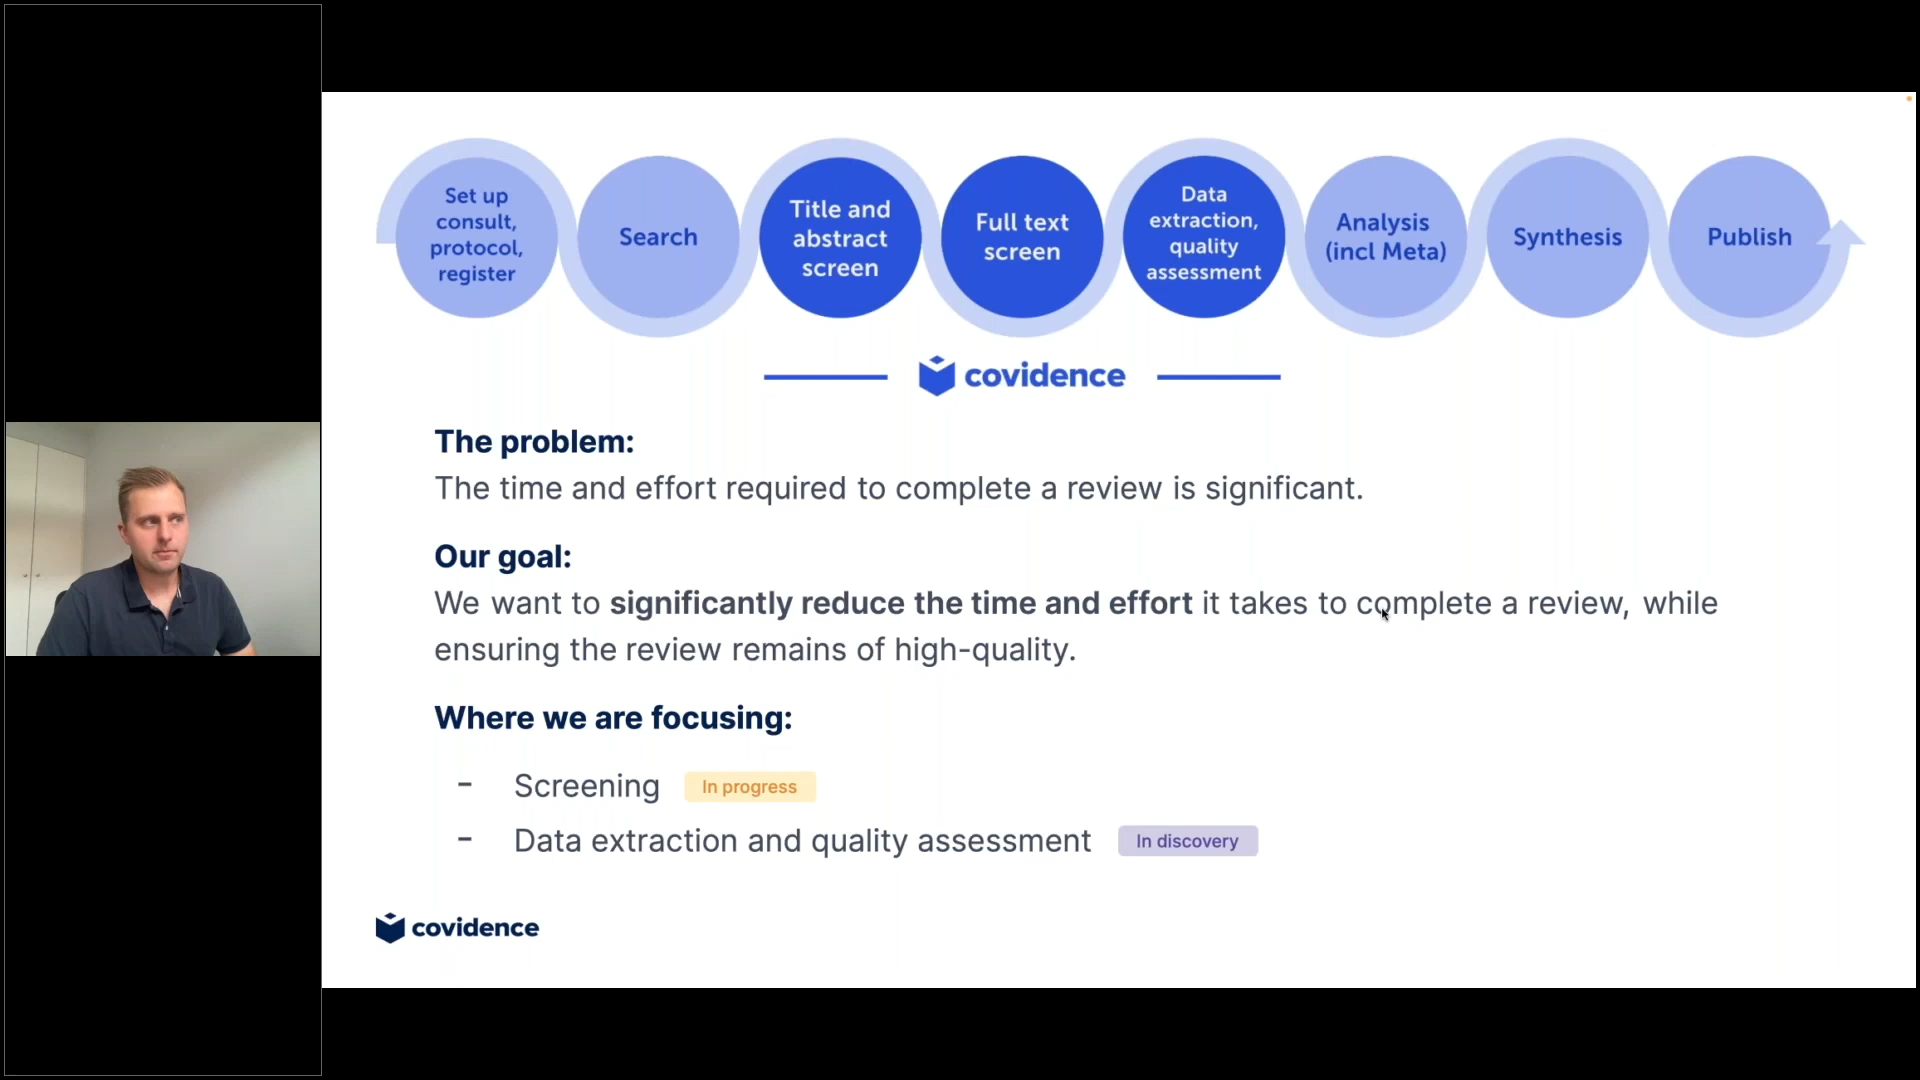 Set up
consult,
protocol,
register
Search
Title and
abstract
screen
Full text
screen
Data
extraction,
quality
assessment
Analysis
(incl Meta)
Synthesis
Publish
covidence
The problem:
The time and effort required to complete a review is significant.
Our goal:
We want to significantly reduce the time and effort it takes to complete a review, while
ensuring the review remains of high-quality.
Where we are focusing:
- Screening In progress
- Data extraction and quality assessment In discovery
covidence